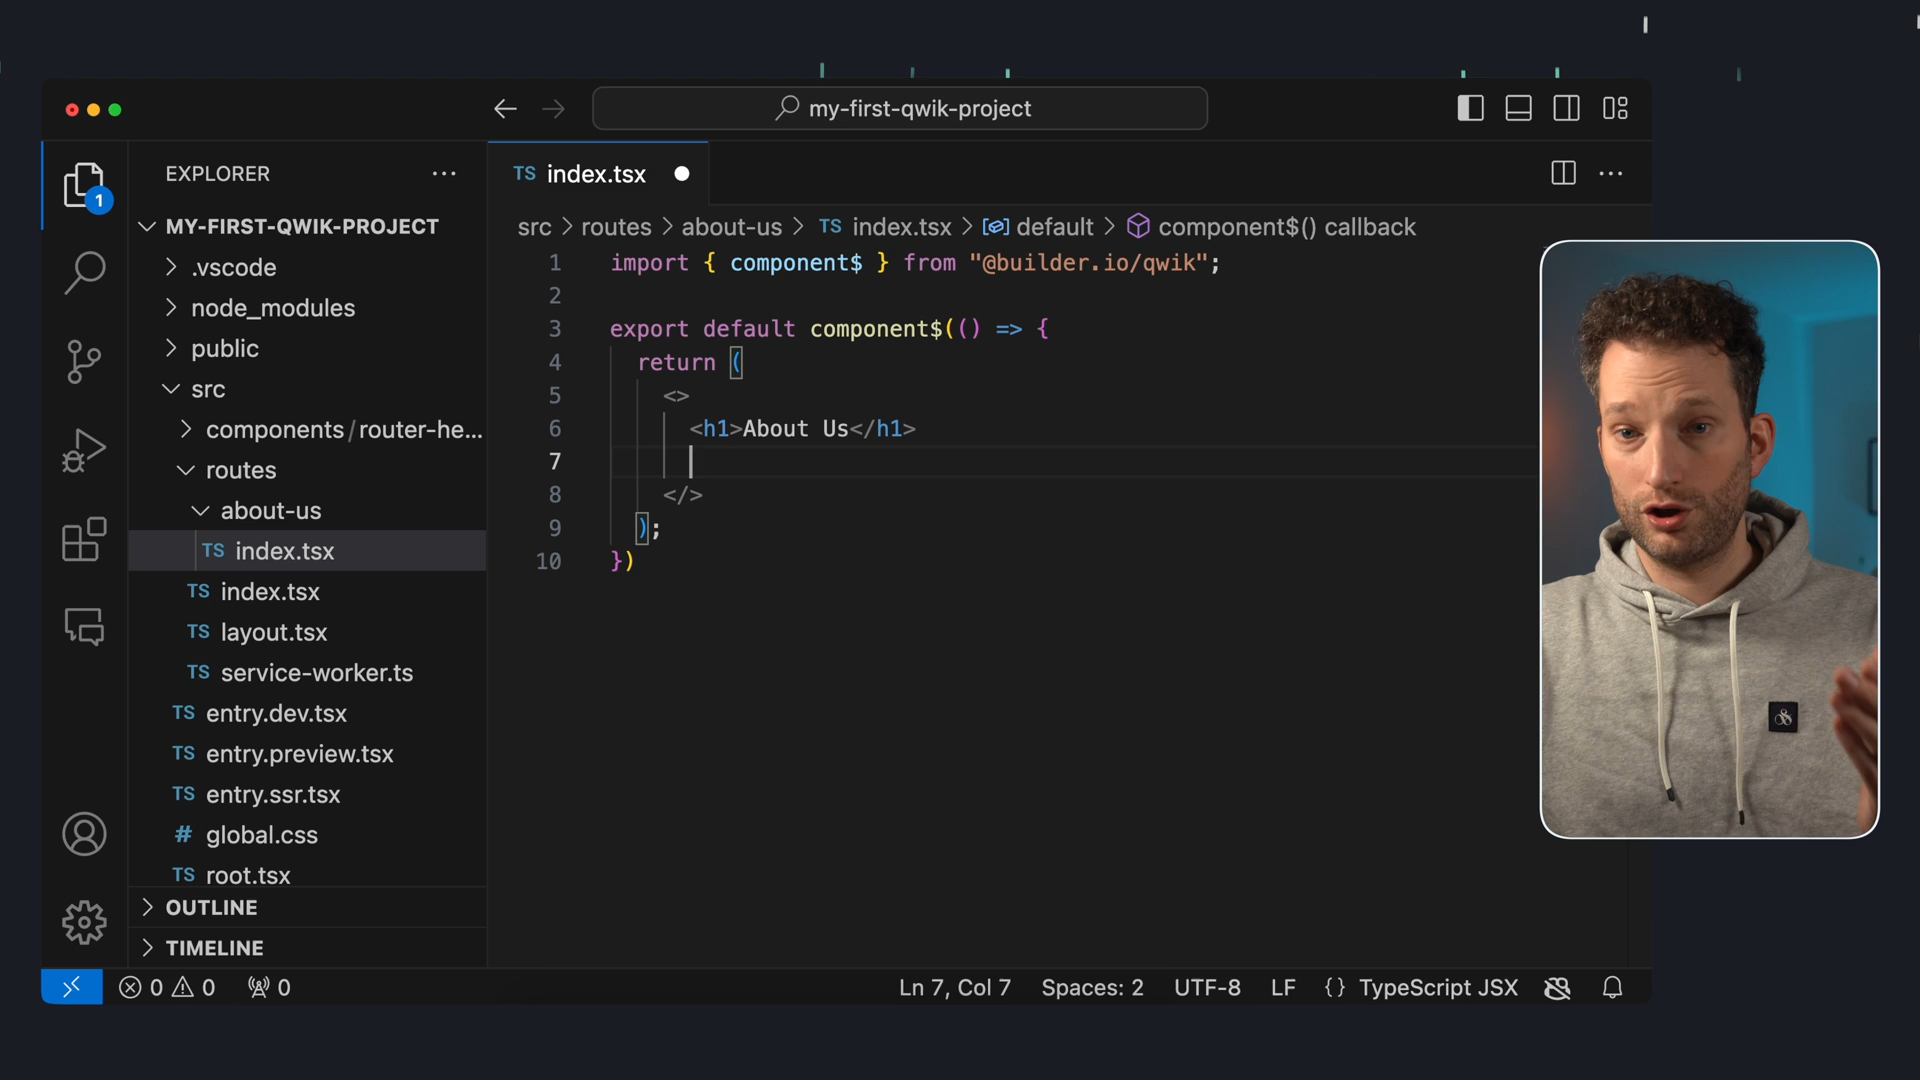 my-first-qwik-project
EXPLORER
TS index.tsx
1
MY-FIRST-QWIK-PROJECT
src > routes > about-us > TS index.tsx > default > component$() callback
.vscode
node_modules
public
src
components/router-he...
routes
about-us
TS index.tsx
TS index.tsx
TS layout.tsx
TS service-worker.ts
TS entry.dev.tsx
TS entry.preview.tsx
TS entry.ssr.tsx
# global.css
TS root.tsx
OUTLINE
TIMELINE
1 import { component$ } from "@builder.io/qwik";
2
3 export default component$(() => {
4 return (
5 <>
6 <h1>About Us</h1>
7
8 </>
9 );
10 })
0 0 0
Ln 7, Col 7 Spaces: 2 UTF-8 LF {} TypeScript JSX